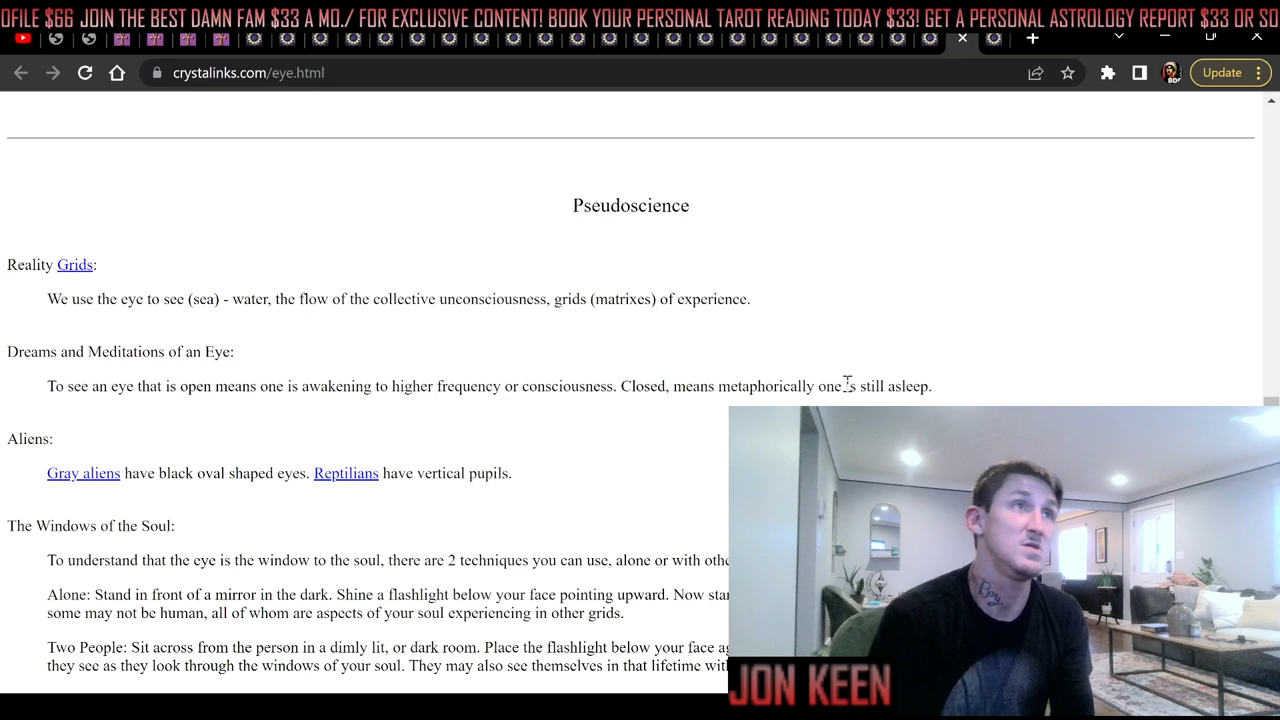 OFILE $66 JOIN THE BEST DAMN FAM $33 A MO./ FOR EXCLUSIVE CONTENT! BOOK YOUR PERSONAL TAROT READING TODAY $33! GET A PERSONAL ASTROLOGY REPORT $33 OR SO
crystalinks.com/eye.html
Update
Pseudoscience
Reality Grids:
We use the eye to see (sea) - water, the flow of the collective unconsciousness, grids (matrixes) of experience.
Dreams and Meditations of an Eye:
To see an eye that is open means one is awakening to higher frequency or consciousness. Closed, means metaphorically one is still asleep.
Aliens:
Gray aliens have black oval shaped eyes. Reptilians have vertical pupils.
The Windows of the Soul:
To understand that the eye is the window to the soul, there are 2 techniques you can use, alone or with othe
Alone: Stand in front of a mirror in the dark. Shine a flashlight below your face pointing upward. Now star
some may not be human, all of whom are aspects of your soul experiencing in other grids.
Two People: Sit across from the person in a dimly lit, or dark room. Place the flashlight below your face ag
they see as they look through the windows of your soul. They may also see themselves in that lifetime wit
Boy
JON KEEN